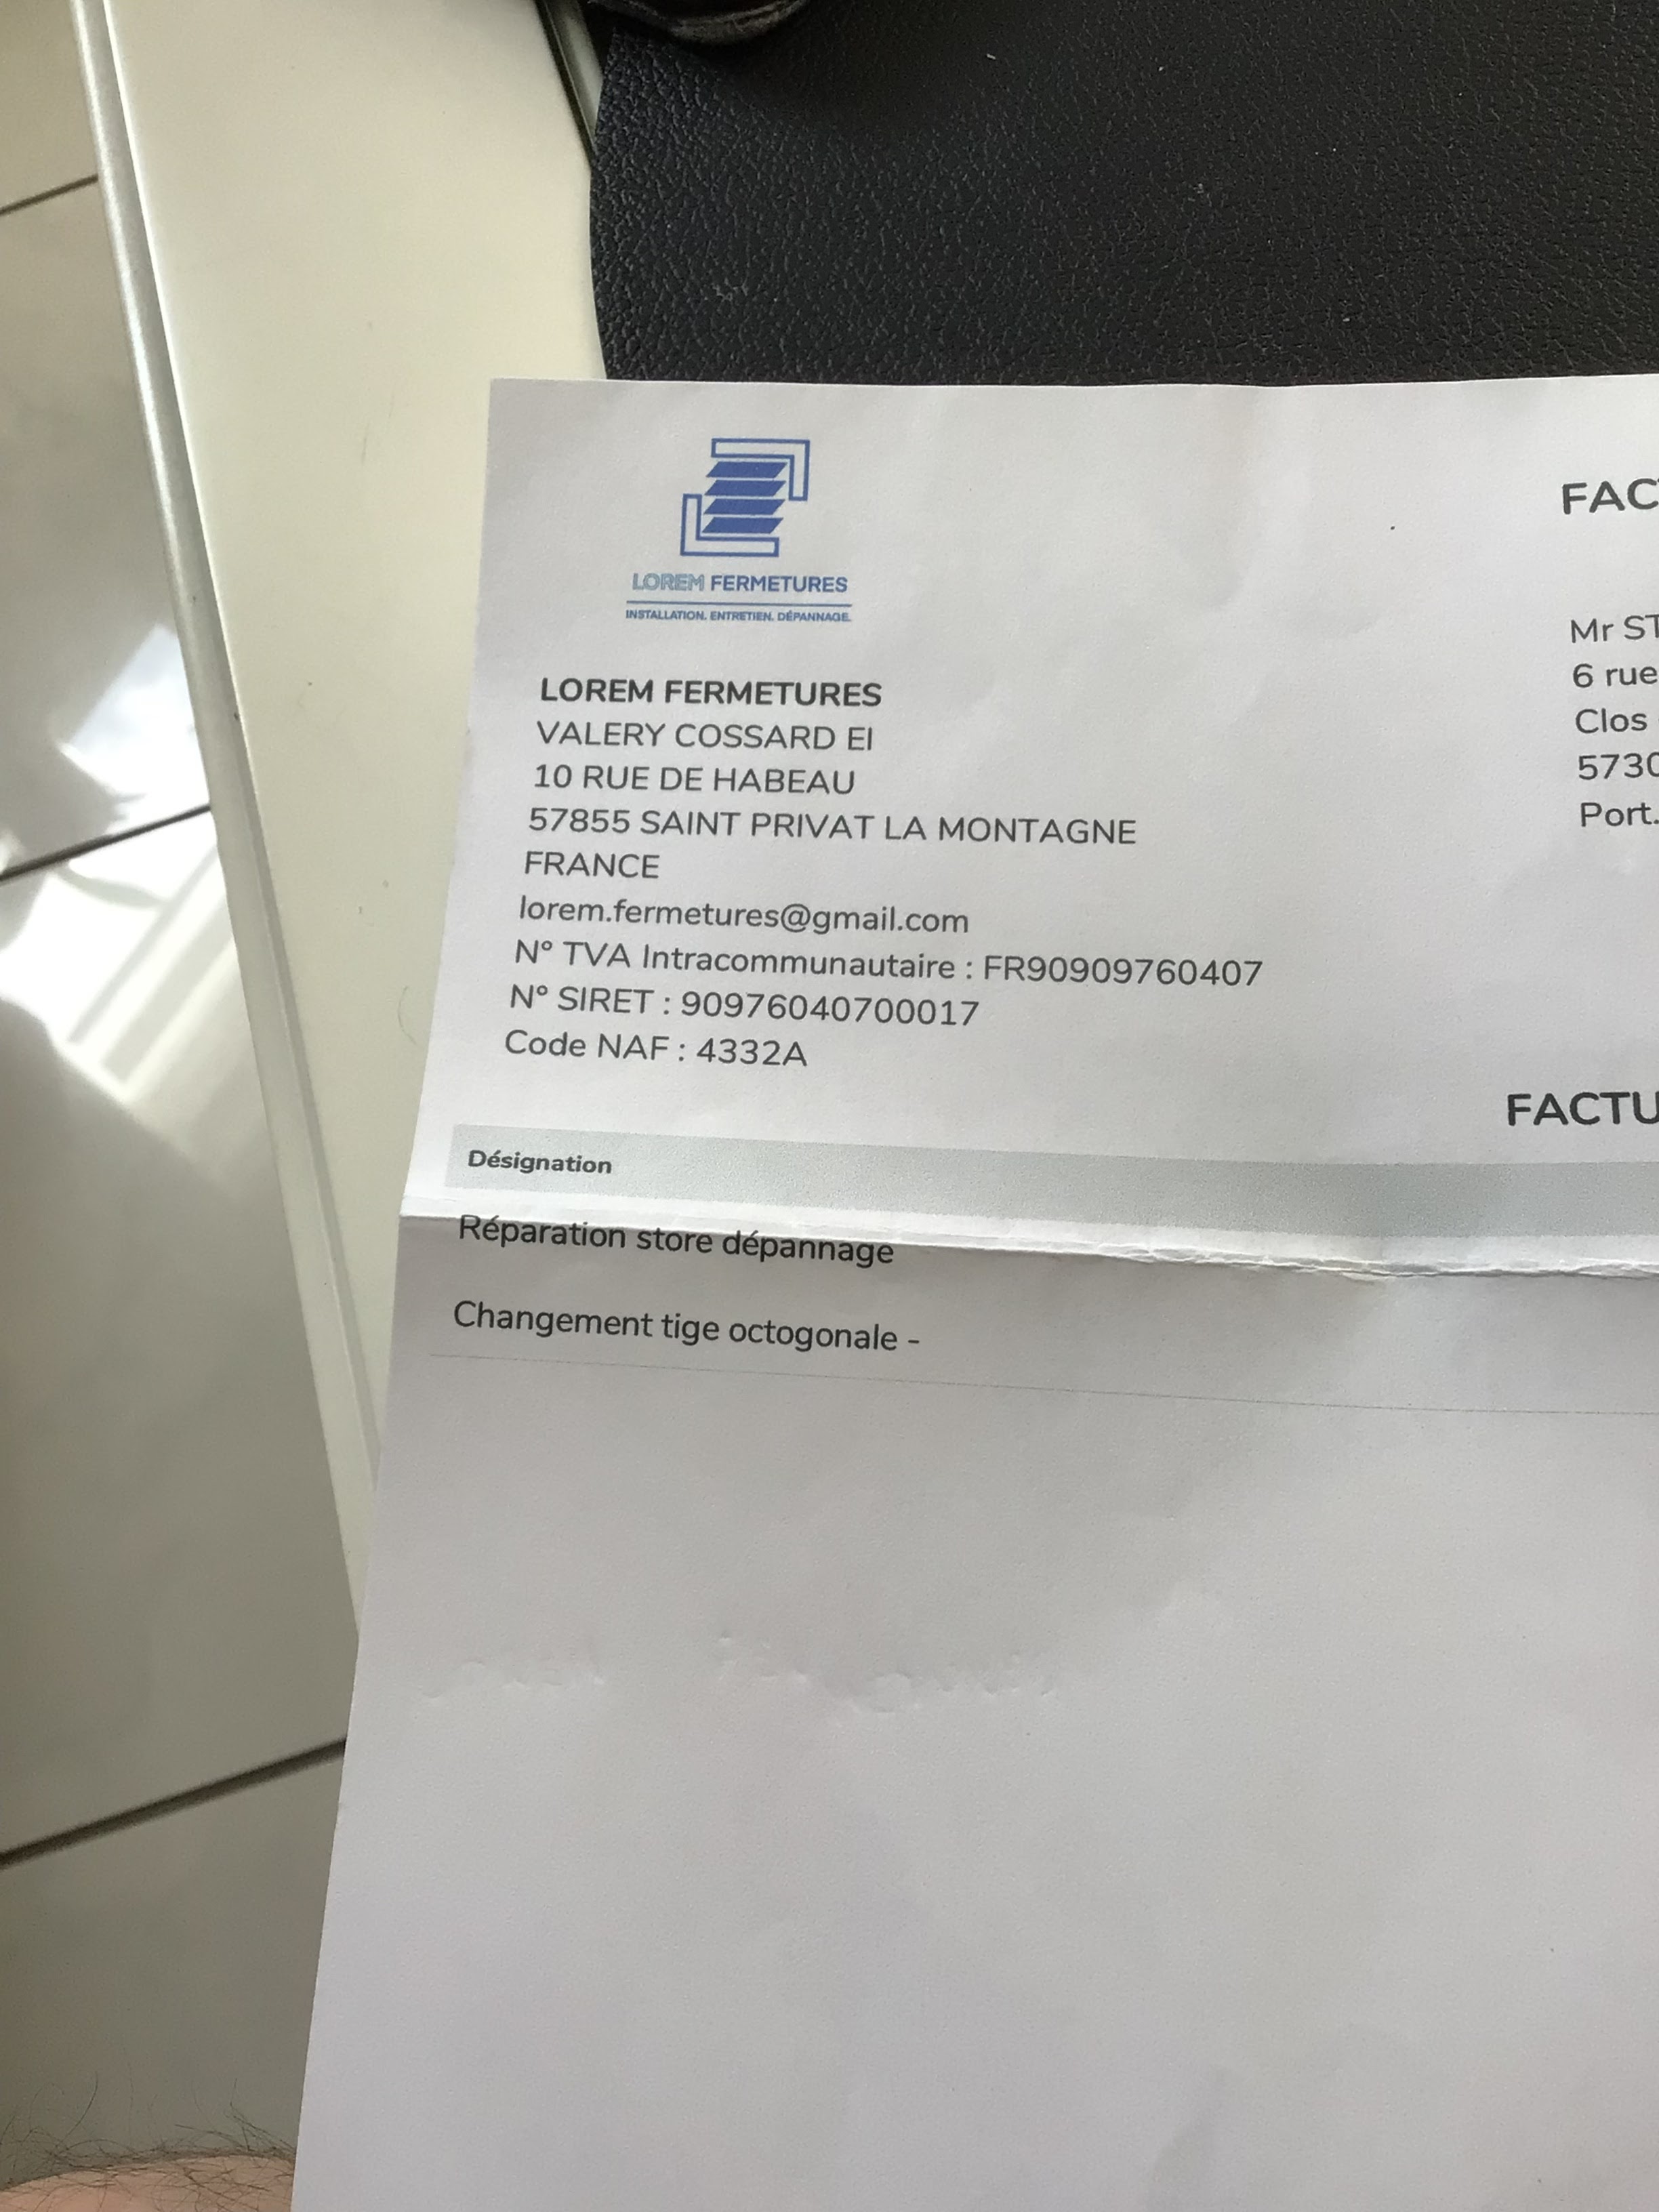 LOREM FERMETURES
INSTALLATION. ENTRETIEN. DÉPANNAGE.
LOREM FERMETURES
VALERY COSSARD EI
10 RUE DE HABEAU
57855 SAINT PRIVAT LA MONTAGNE
FRANCE
lorem.fermetures@gmail.com
N° TVA Intracommunautaire : FR90909760407
N° SIRET : 90976040700017
Code NAF : 4332A
FAC
Mr ST
6 rue
Clos
5730
Port.
FACTU
Désignation
Réparation store dépannage
Changement tige octogonale -